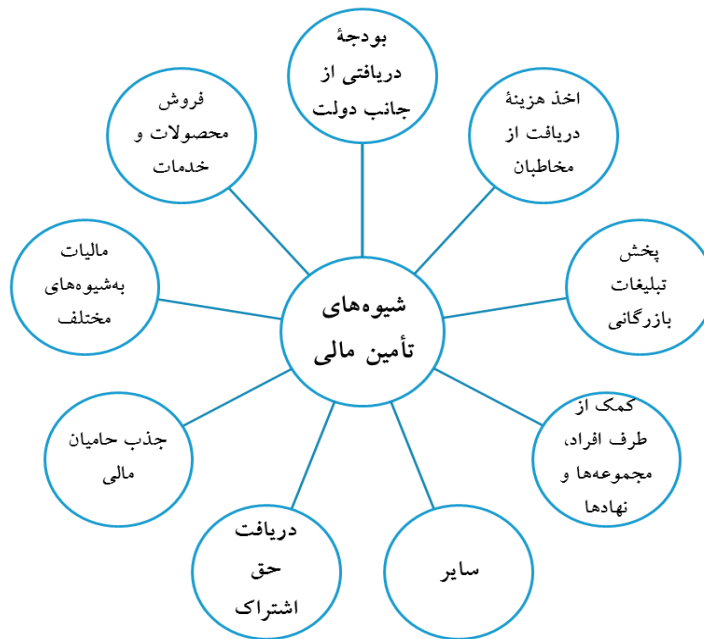 بودجهٔ
دریافتی از
جانب دولت
اخذ هزینهٔ
دریافت از
مخاطبان
پخش
تبلیغات
بازرگانی
کمک از
طرف افراد،
مجموعه‌ها و
نهادها
سایر
دریافت
حق
اشتراک
جذب حامیان
مالی
مالیات
به‌شیوه‌های
مختلف
فروش
محصولات و
خدمات
شیوه‌های
تأمین مالی